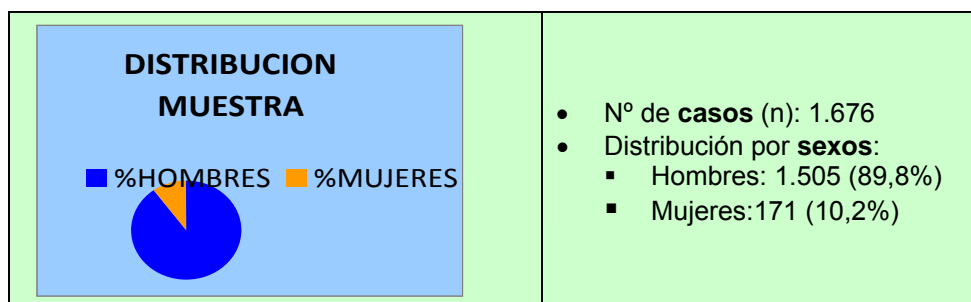 DISTRIBUCION
MUESTRA
%HOMBRES %MUJERES
• Nº de casos (n): 1.676
• Distribución por sexos:
▪ Hombres: 1.505 (89,8%)
▪ Mujeres:171 (10,2%)